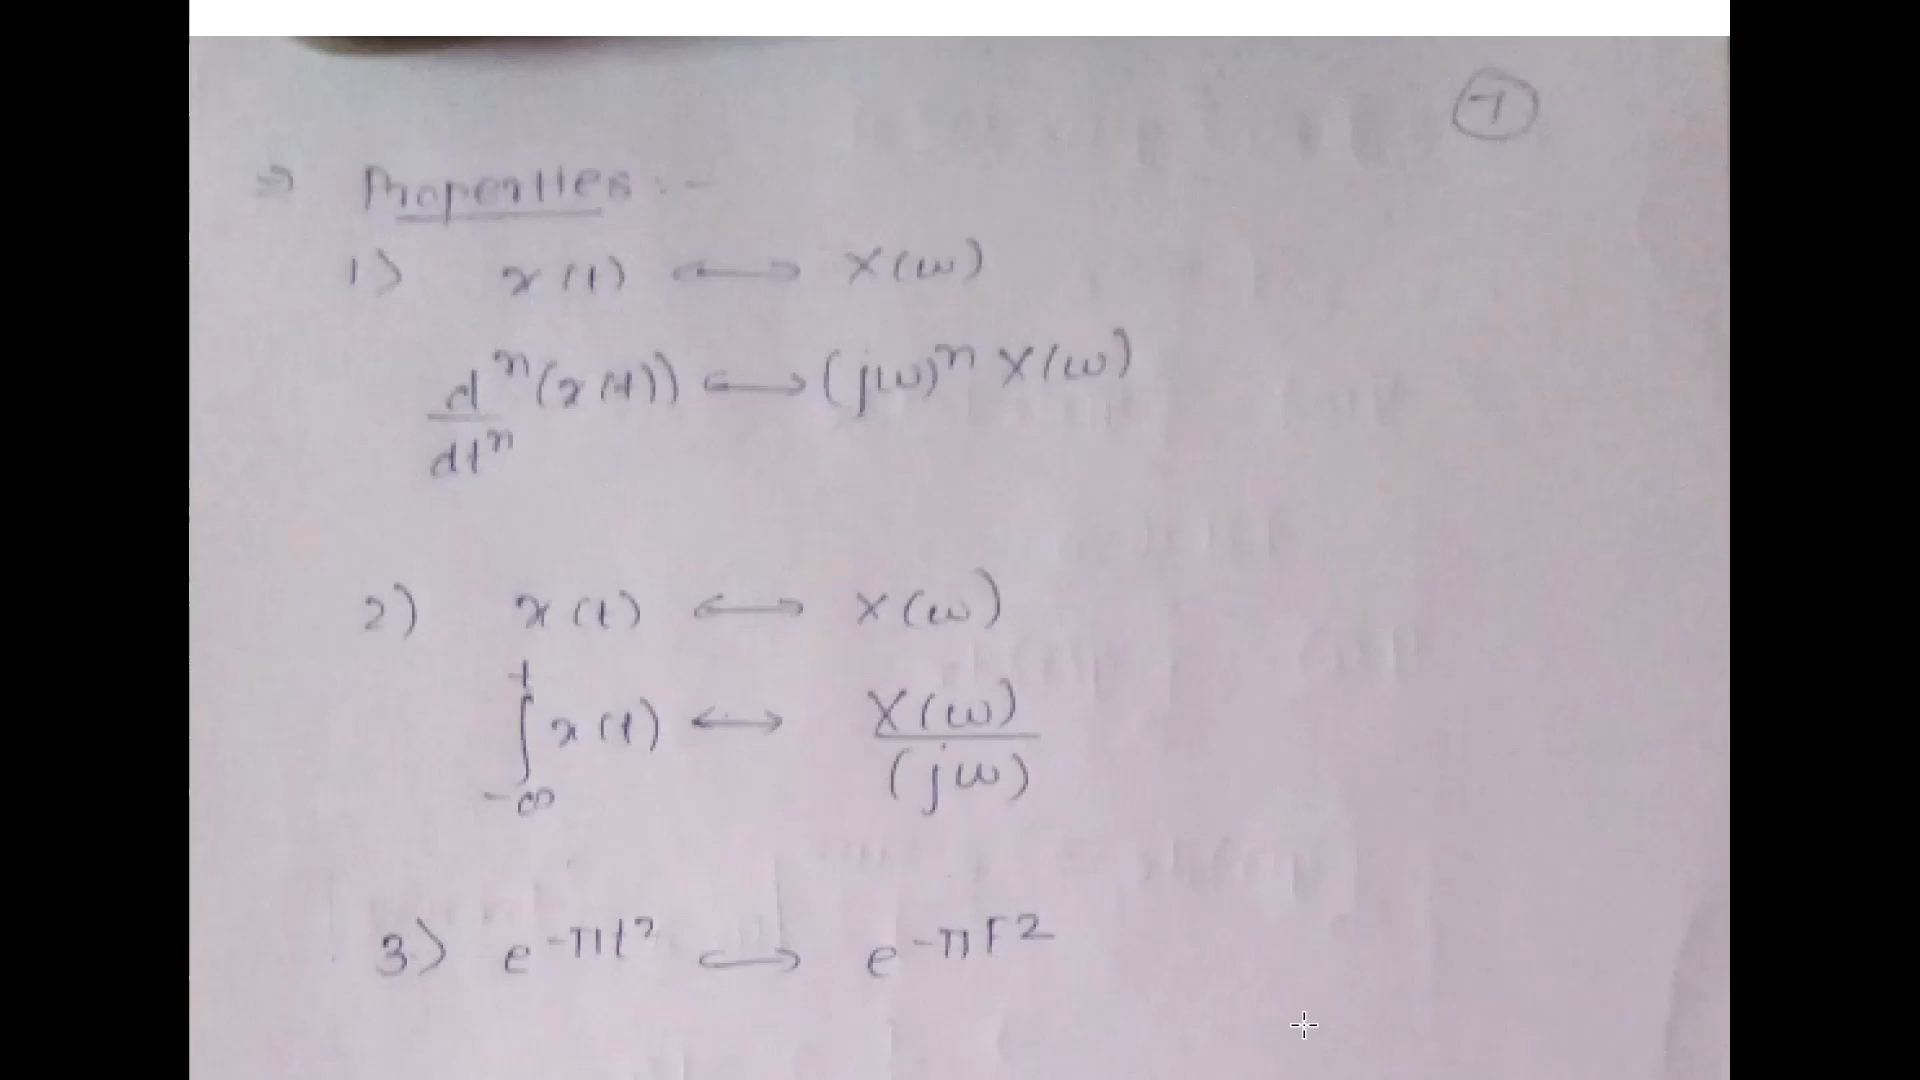 7
⇒ Properties :-
1) x(t) ⟷ X(ω)
d^n/dt^n (x(t)) ⟷ (jω)^n X(ω)
2) x(t) ⟷ X(ω)
∫_{-∞}^{t} x(t) ⟷ X(ω)/(jω)
3) e^{-πt²} ⟷ e^{-πf²}